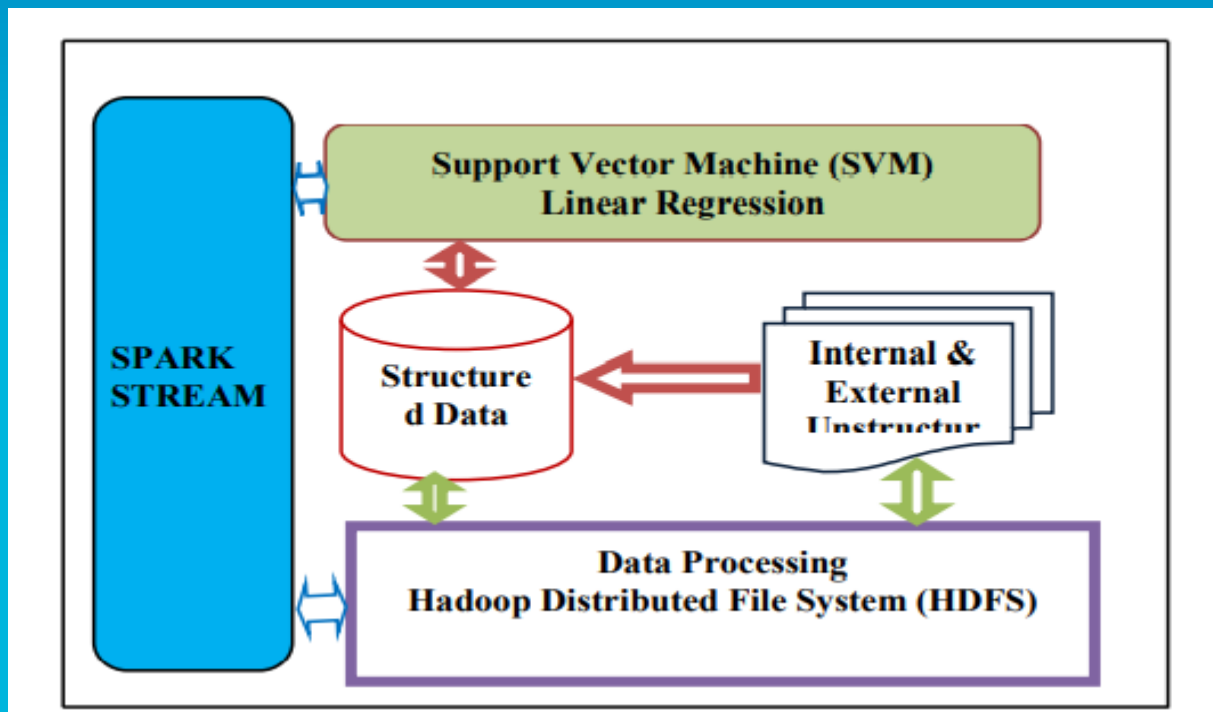 Support Vector Machine (SVM)
Linear Regression
SPARK
STREAM
Structure
d Data
Internal &
External
Unstructur
Data Processing
Hadoop Distributed File System (HDFS)